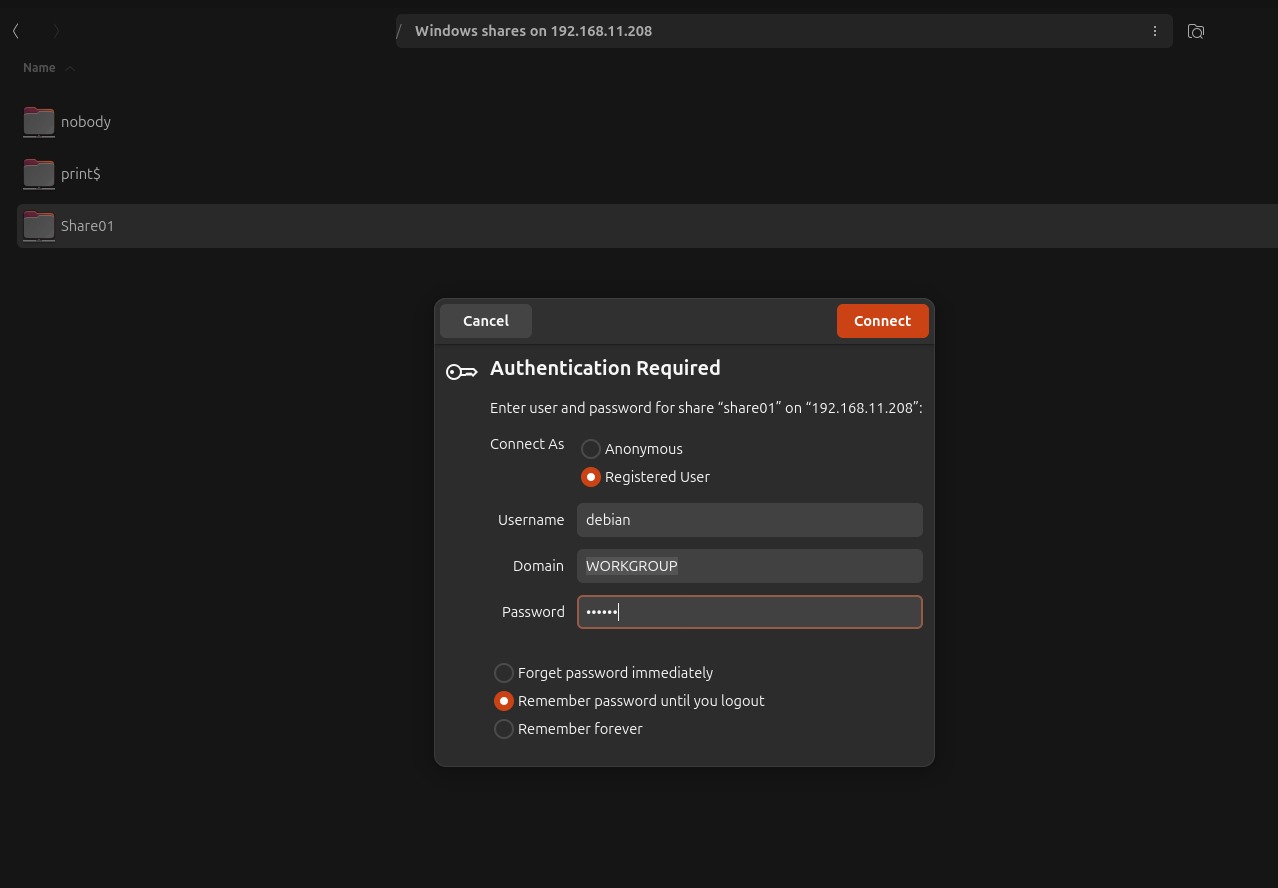 / Windows shares on 192.168.11.208
Name
nobody
print$
Share01
Cancel
Connect
Authentication Required
Enter user and password for share “share01” on “192.168.11.208”:
Connect As
Anonymous
Registered User
Username debian
Domain WORKGROUP
Password ••••••
Forget password immediately
Remember password until you logout
Remember forever